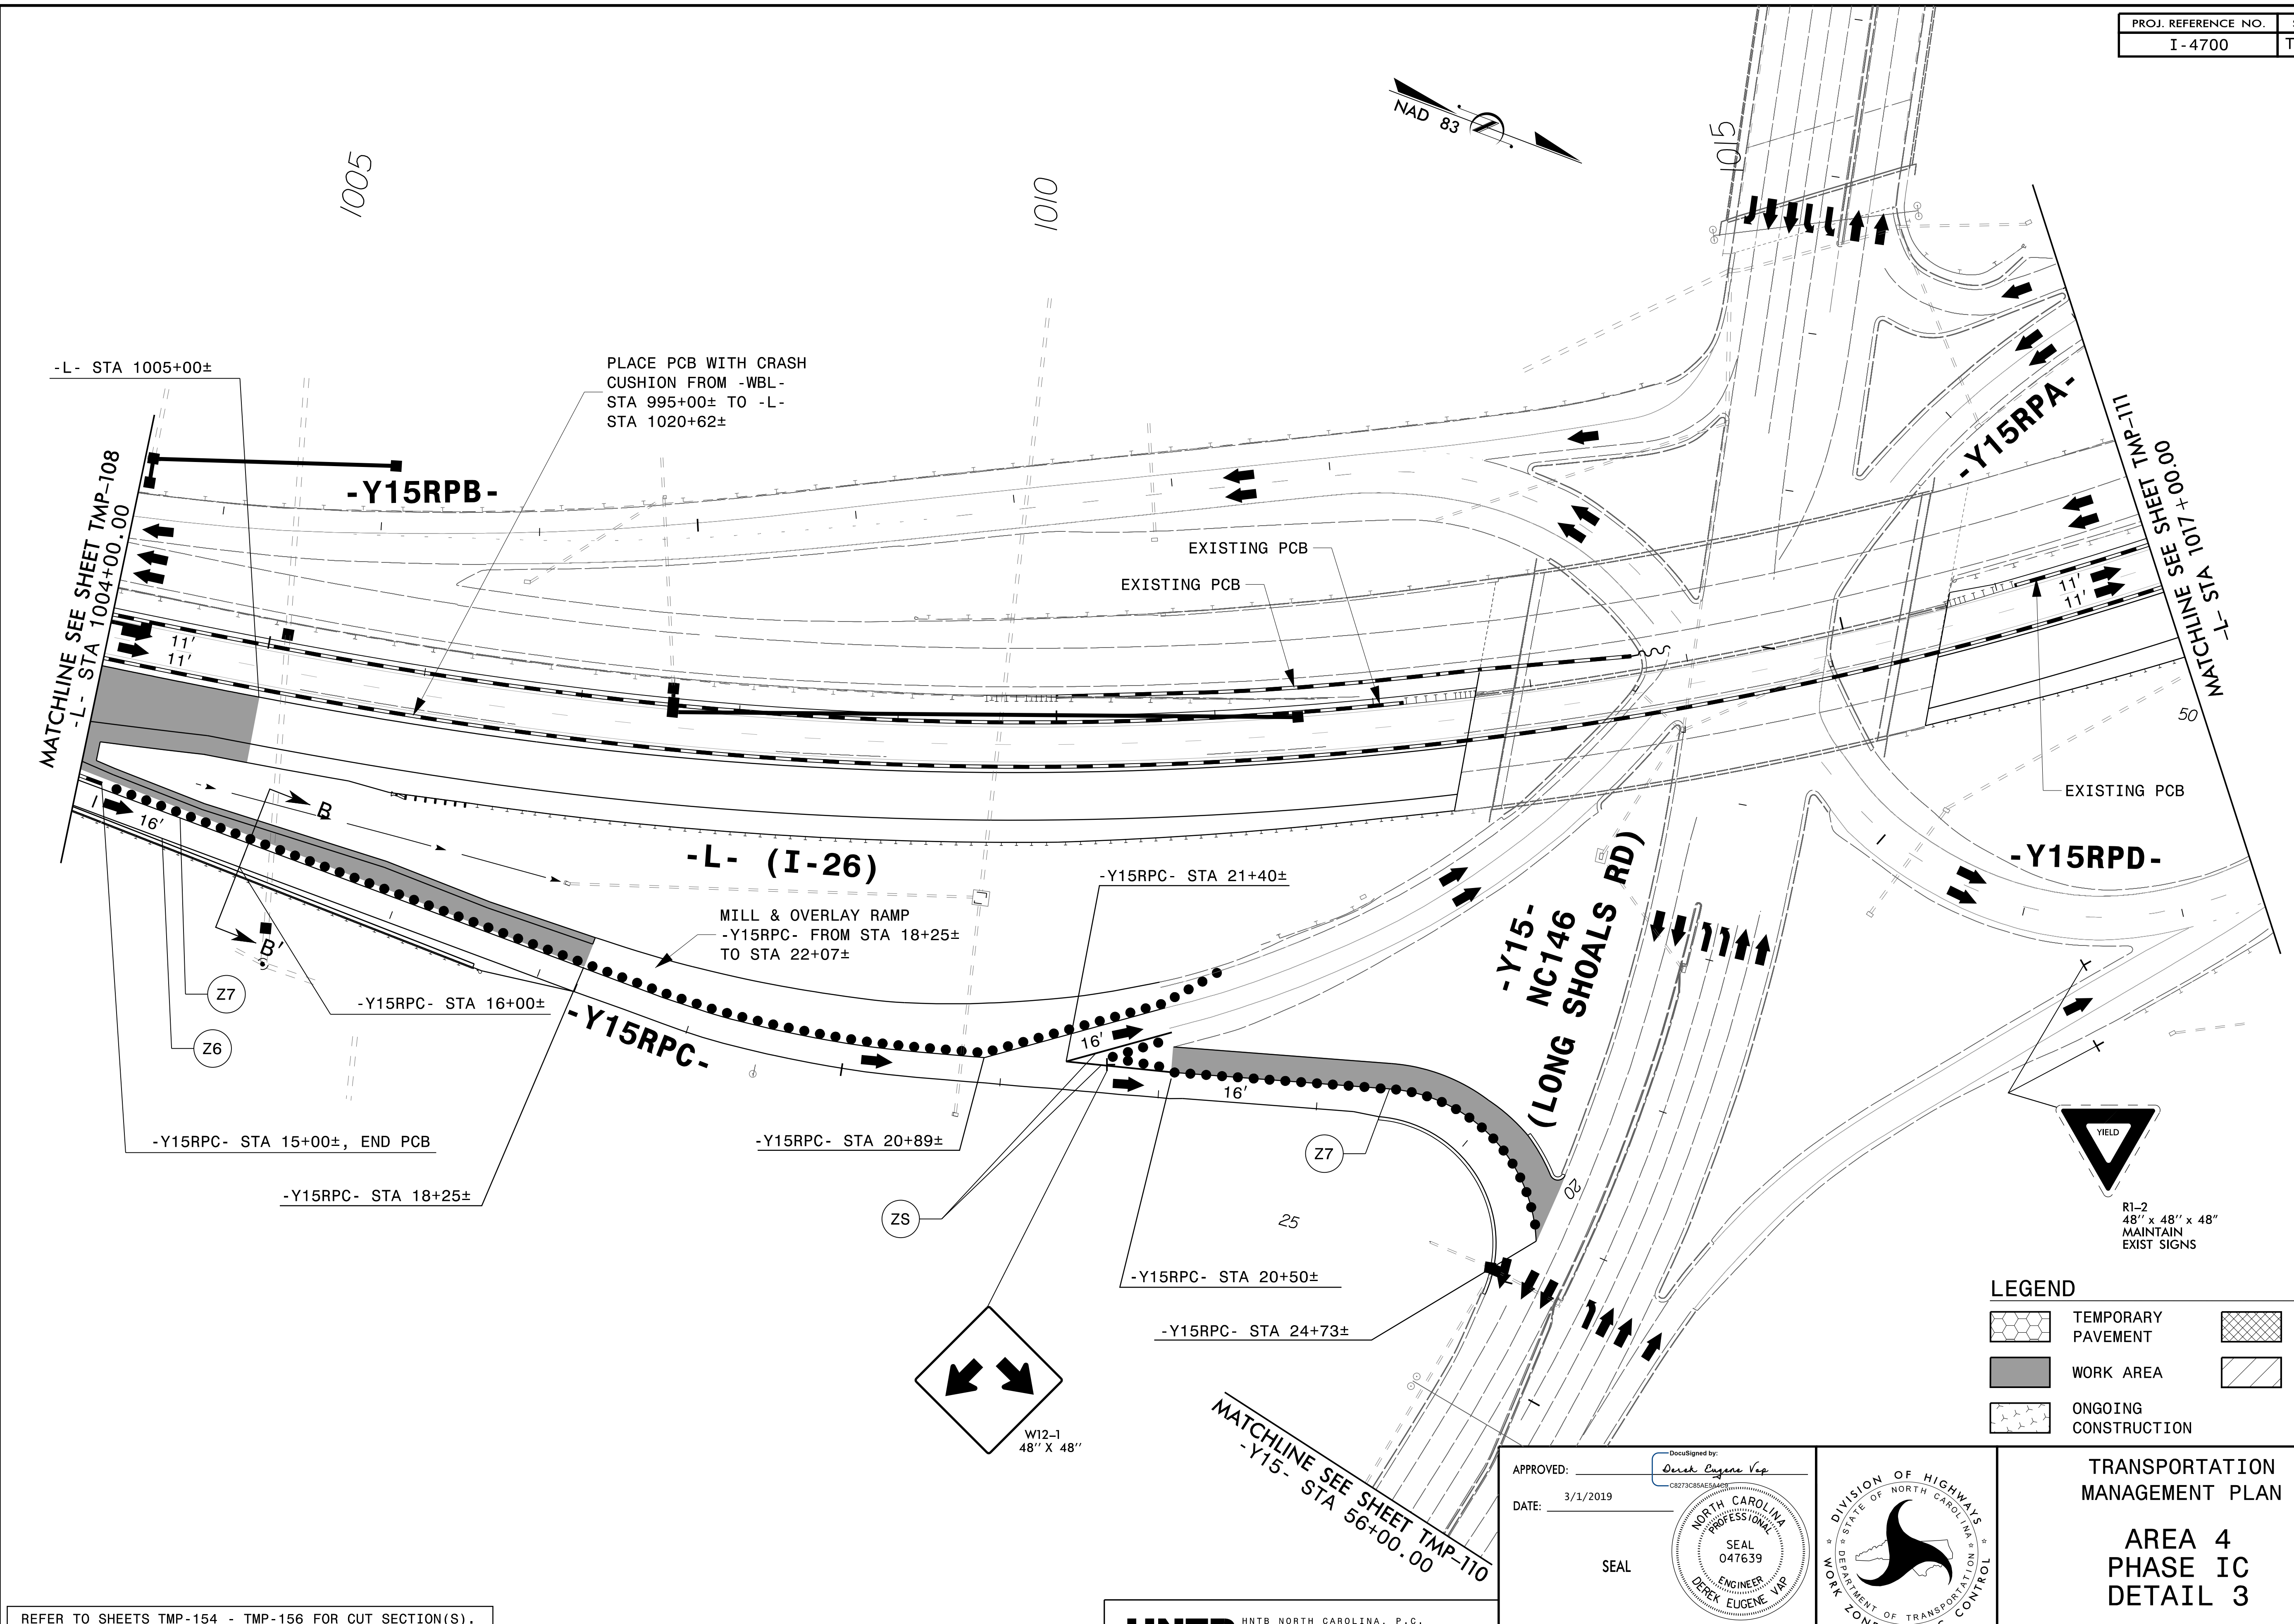 PROJ. REFERENCE NO.
I-4700
NAD 83
1005
1010
1015
-L- STA 1005+00±
PLACE PCB WITH CRASH
CUSHION FROM -WBL-
STA 995+00± TO -L-
STA 1020+62±
MATCHLINE SEE SHEET TMP-108
-L- STA 1004+00.00
-Y15RPB-
-Y15RPA-
MATCHLINE SEE SHEET TMP-111
-L- STA 1017+00.00
EXISTING PCB
EXISTING PCB
11'
11'
11'
11'
50
EXISTING PCB
16'
B
B'
-L- (I-26)
-Y15RPC- STA 21+40±
-Y15RPD-
MILL & OVERLAY RAMP
-Y15RPC- FROM STA 18+25±
TO STA 22+07±
-Y15-
NC146
(LONG SHOALS RD)
Z7
-Y15RPC- STA 16+00±
Z6
-Y15RPC-
16'
16'
-Y15RPC- STA 15+00±, END PCB
-Y15RPC- STA 20+89±
Z7
YIELD
-Y15RPC- STA 18+25±
ZS
20
25
R1-2
48" x 48" x 48"
MAINTAIN
EXIST SIGNS
-Y15RPC- STA 20+50±
-Y15RPC- STA 24+73±
LEGEND
TEMPORARY
PAVEMENT
WORK AREA
ONGOING
CONSTRUCTION
W12-1
48" X 48"
MATCHLINE SEE SHEET TMP-110
-Y15- STA 56+00.00
APPROVED:
DocuSigned by:
Derek Eugene Vap
DATE:
3/1/2019
SEAL
NORTH CAROLINA
PROFESSIONAL
SEAL
047639
ENGINEER
DEREK EUGENE VAP
DIVISION OF HIGHWAYS
STATE OF NORTH CAROLINA
DEPARTMENT OF TRANSPORTATION
WORK ZONE CONTROL
TRANSPORTATION
MANAGEMENT PLAN
AREA 4
PHASE IC
DETAIL 3
REFER TO SHEETS TMP-154 - TMP-156 FOR CUT SECTION(S).
HNTB
HNTB NORTH CAROLINA, P.C.